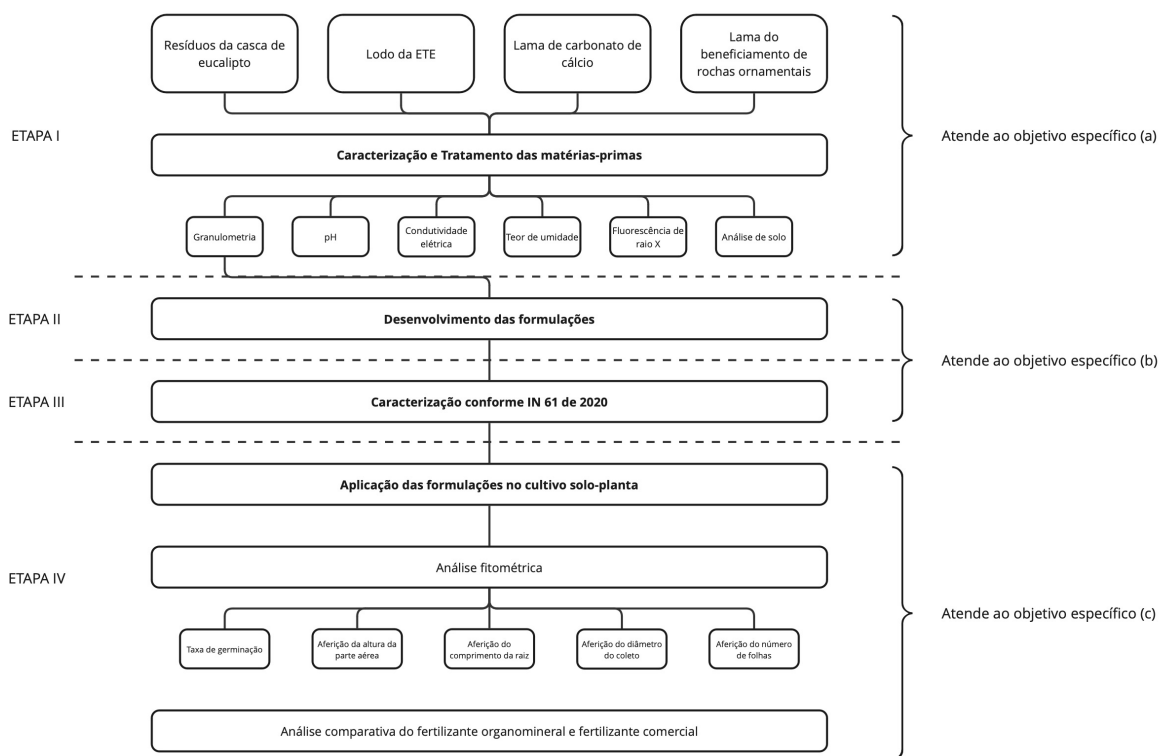 Resíduos da casca de
eucalipto
Lodo da ETE
Lama de carbonato de
cálcio
Lama do
beneficiamento de
rochas ornamentais
ETAPA I
Caracterização e Tratamento das matérias-primas
Atende ao objetivo específico (a)
Granulometria
pH
Condutividade
elétrica
Teor de umidade
Fluorescência de
raio X
Análise de solo
ETAPA II
Desenvolvimento das formulações
Atende ao objetivo específico (b)
ETAPA III
Caracterização conforme IN 61 de 2020
Aplicação das formulações no cultivo solo-planta
Análise fitométrica
ETAPA IV
Atende ao objetivo específico (c)
Taxa de germinação
Aferição da altura da
parte aérea
Aferição do
comprimento da raiz
Aferição do diâmetro
do coleto
Aferição do número
de folhas
Análise comparativa do fertilizante organomineral e fertilizante comercial